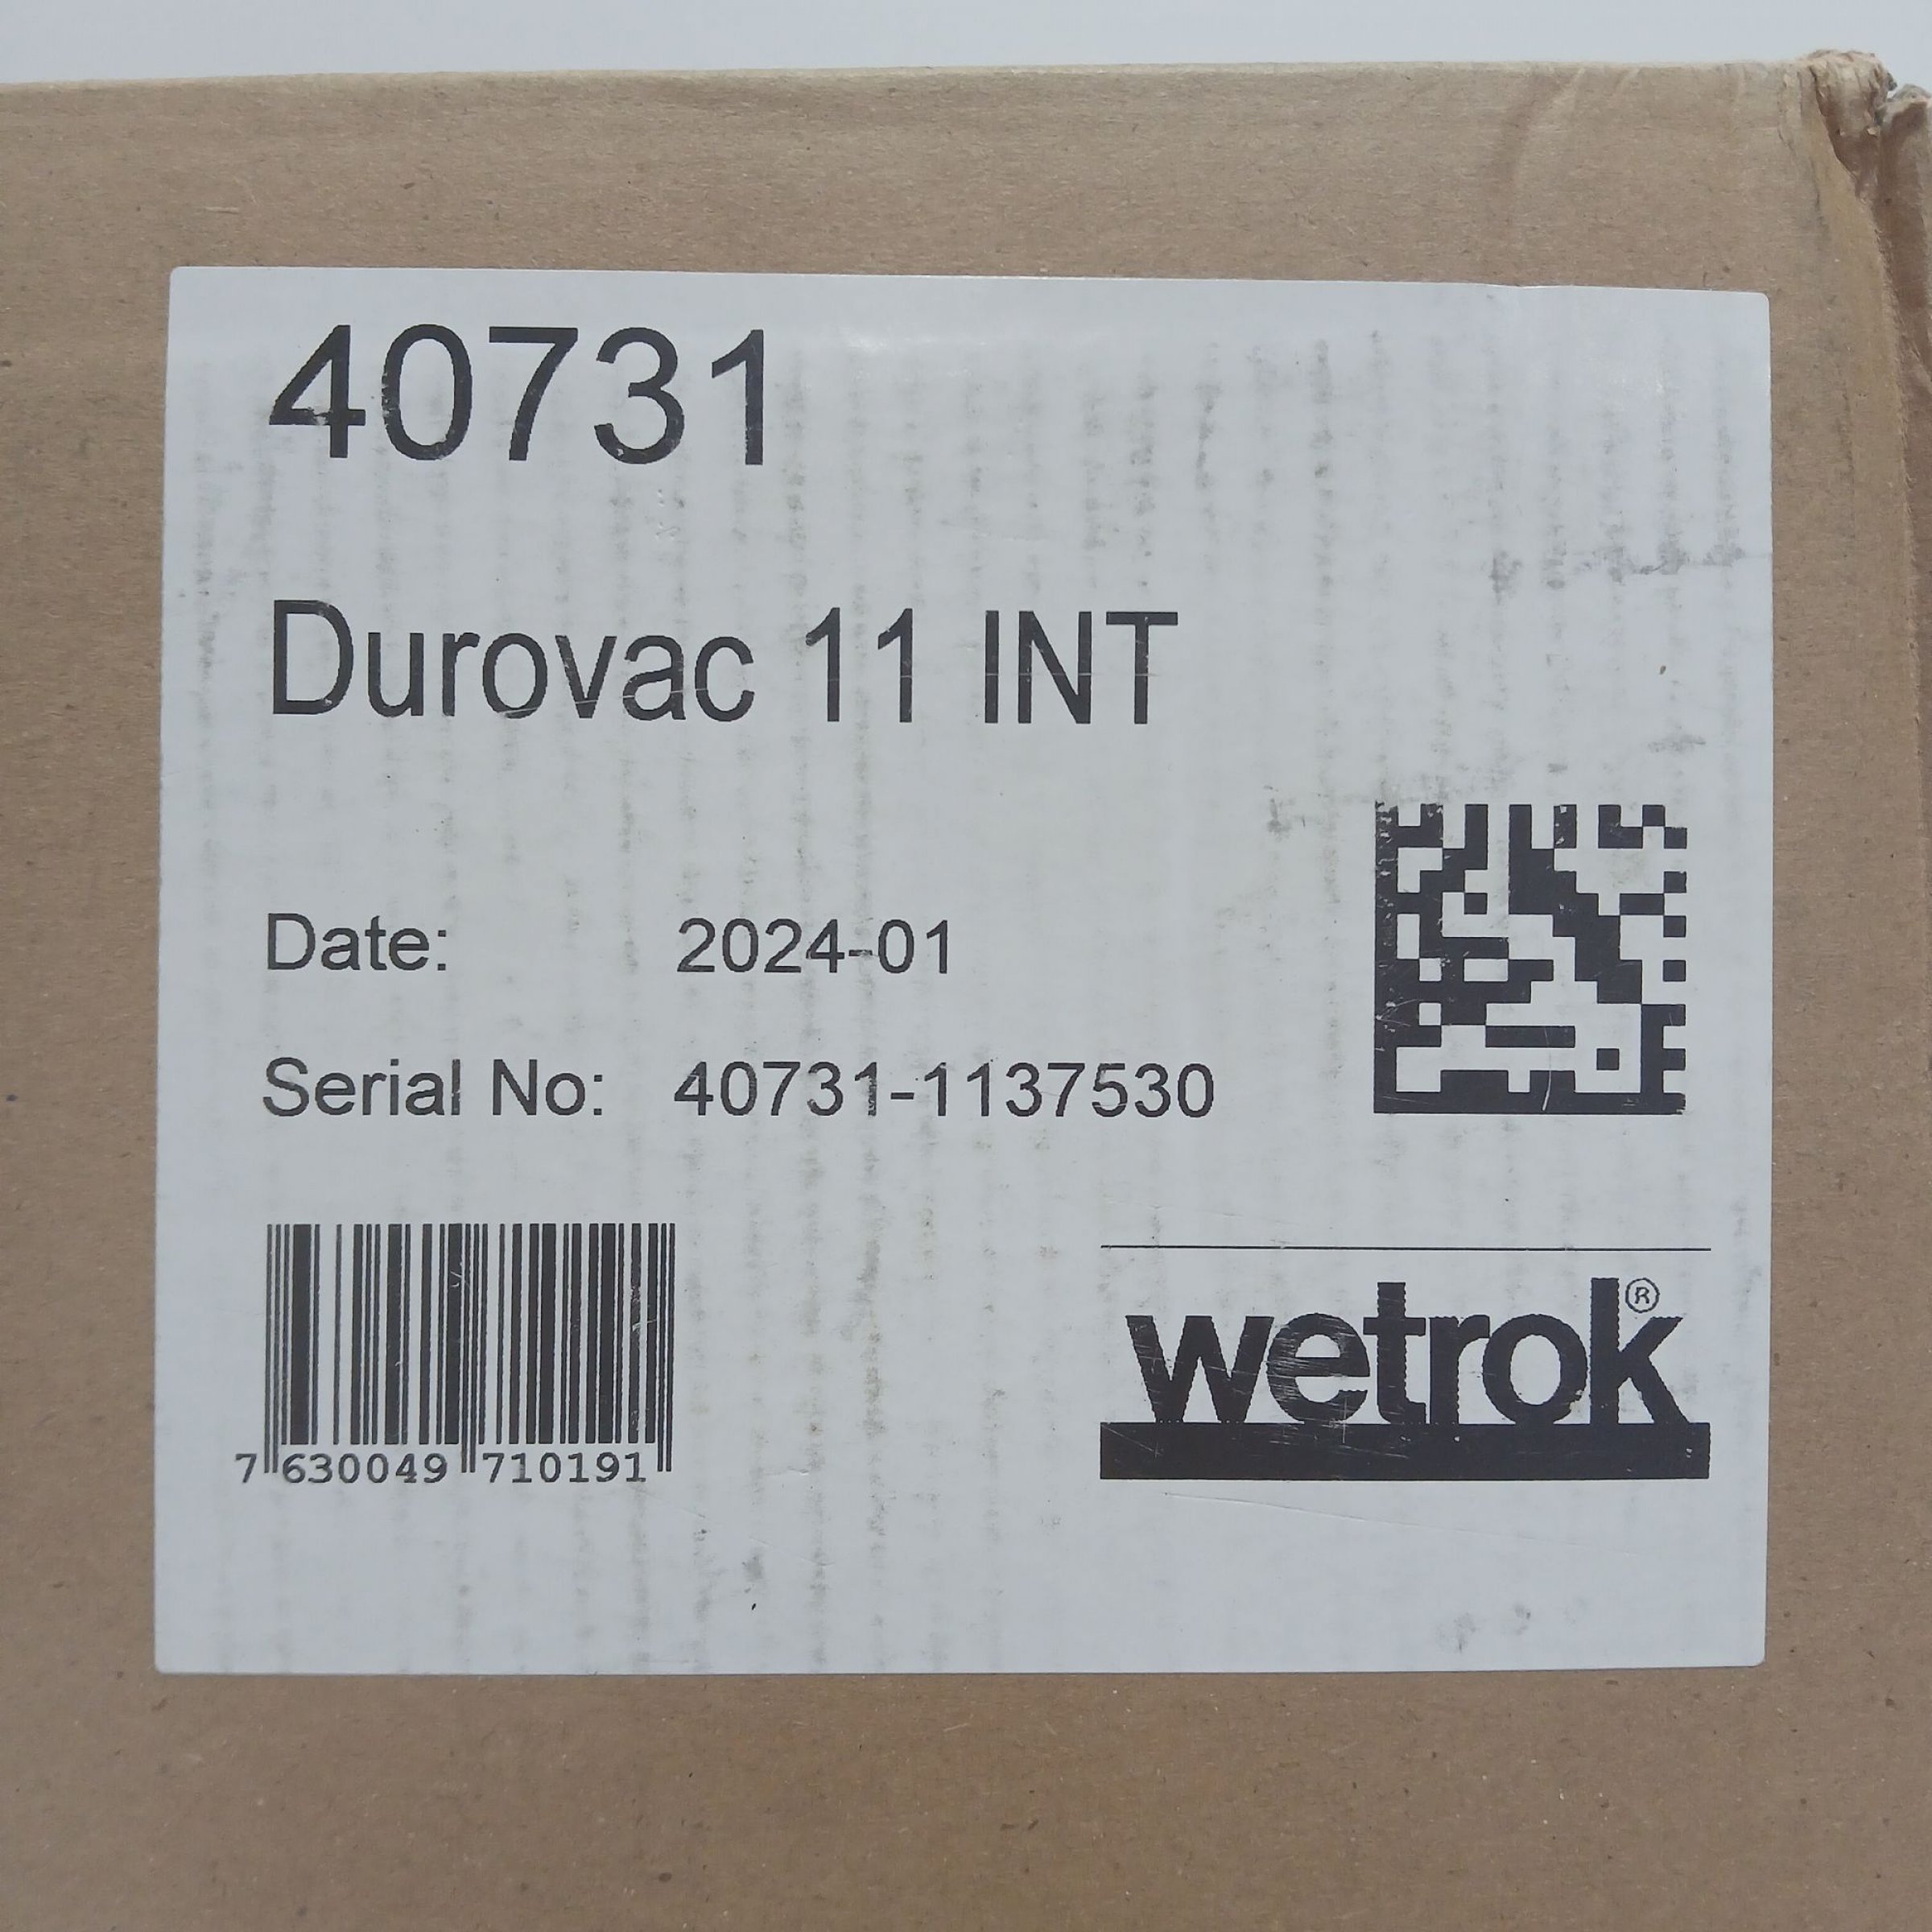 40731
Durovac 11 INT
Date: 2024-01
Serial No: 40731-1137530
7 630049 710191
wetrok®